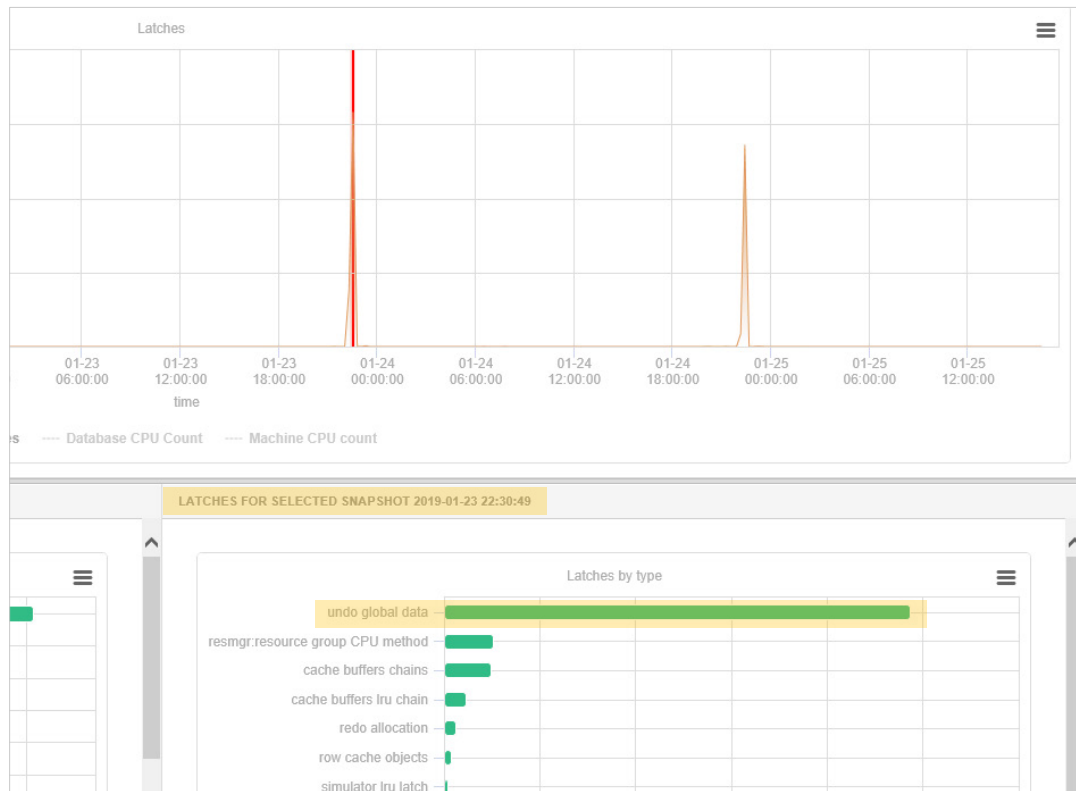 Latches
01-23 01-23 01-23 01-24 01-24 01-24 01-24 01-25 01-25 01-25
06:00:00 12:00:00 18:00:00 00:00:00 06:00:00 12:00:00 18:00:00 00:00:00 06:00:00 12:00:00
time
Database CPU Count Machine CPU count
LATCHES FOR SELECTED SNAPSHOT 2019-01-23 22:30:49
Latches by type
undo global data
resmgr:resource group CPU method
cache buffers chains
cache buffers lru chain
redo allocation
row cache objects
simulator lru latch